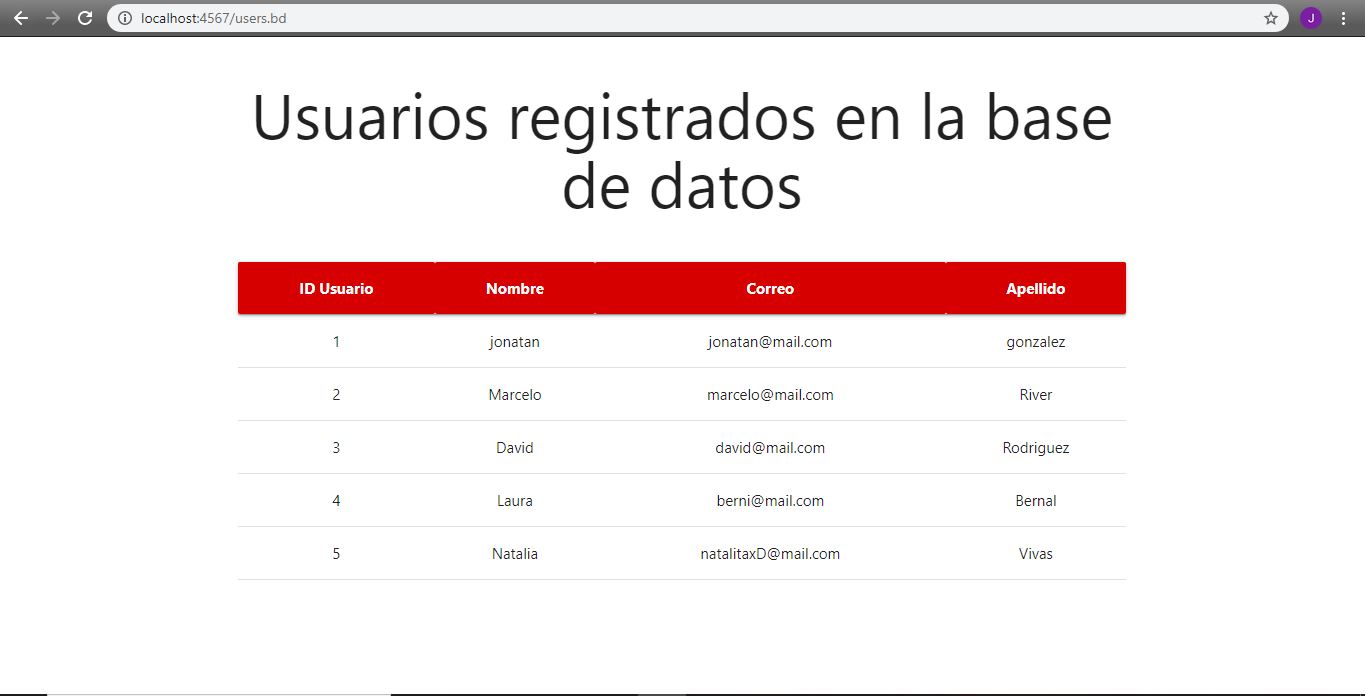 localhost:4567/users.bd
J
Usuarios registrados en la base
de datos
ID Usuario Nombre Correo Apellido
1 jonatan jonatan@mail.com gonzalez
2 Marcelo marcelo@mail.com River
3 David david@mail.com Rodriguez
4 Laura berni@mail.com Bernal
5 Natalia natalitaxD@mail.com Vivas